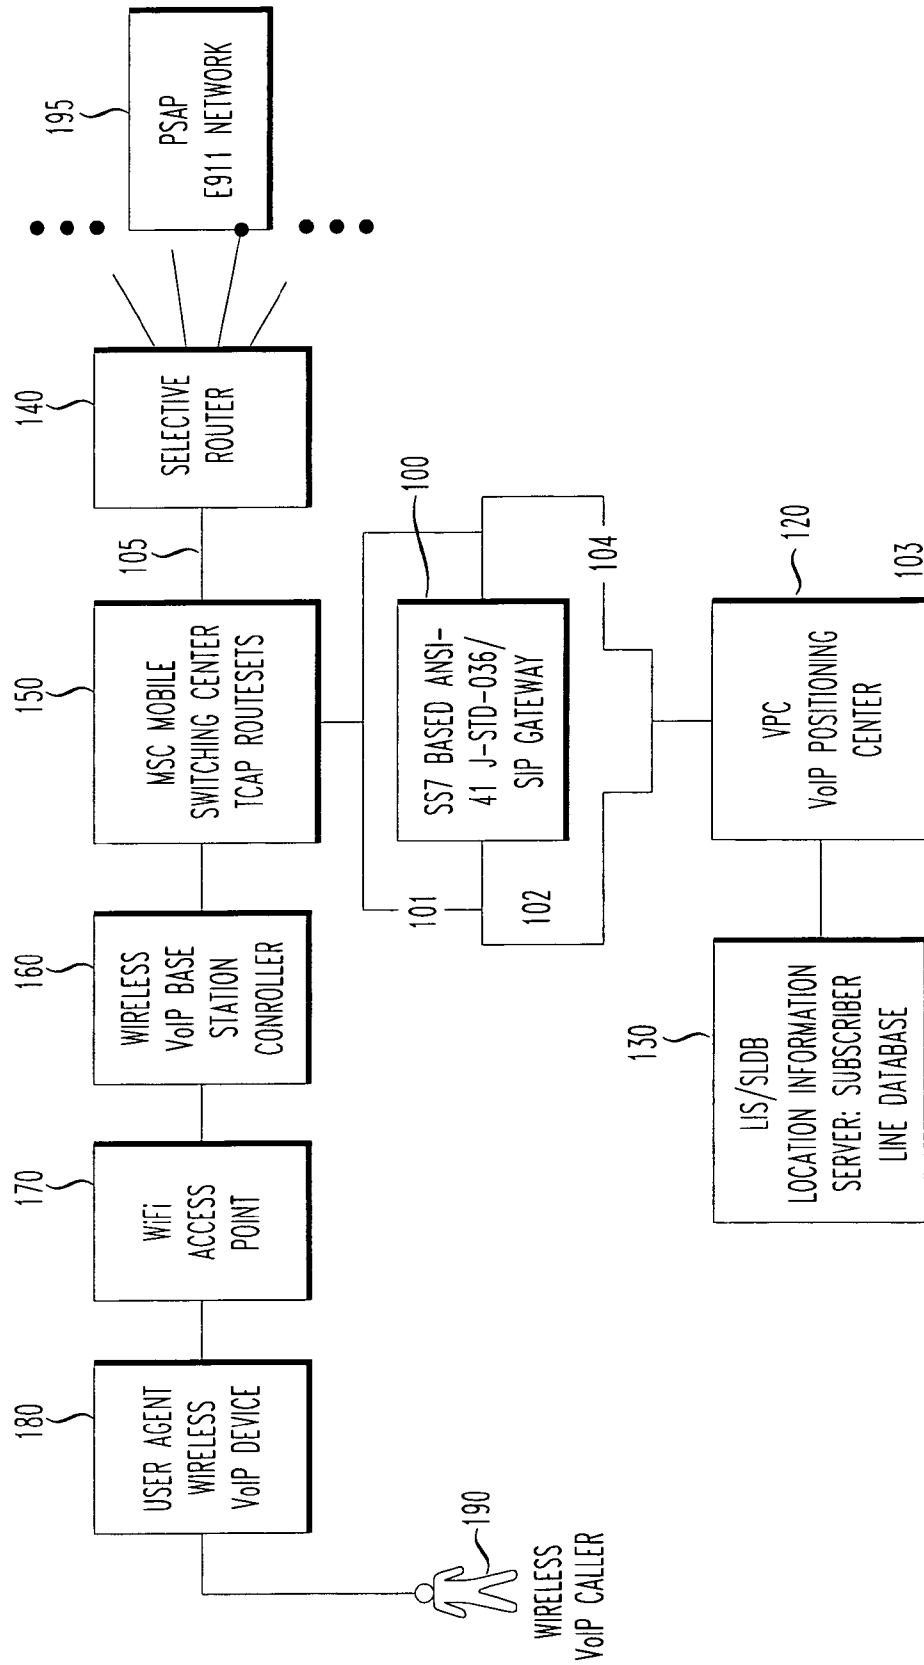 180
USER AGENT
WIRELESS
VoIP DEVICE
170
WiFi
ACCESS
POINT
160
WIRELESS
VoIP BASE
STATION
CONROLLER
150
MSC MOBILE
SWITCHING CENTER
TCAP ROUTESETS
105
140
SELECTIVE
ROUTER
195
PSAP
E911 NETWORK
190
WIRELESS
VoIP CALLER
101
102
SS7 BASED ANSI-
41 J-STD-036/
SIP GATEWAY
100
104
130
LIS/SLDB
LOCATION INFORMATION
SERVER: SUBSCRIBER
LINE DATABASE
VPC
VoIP POSITIONING
CENTER
120
103